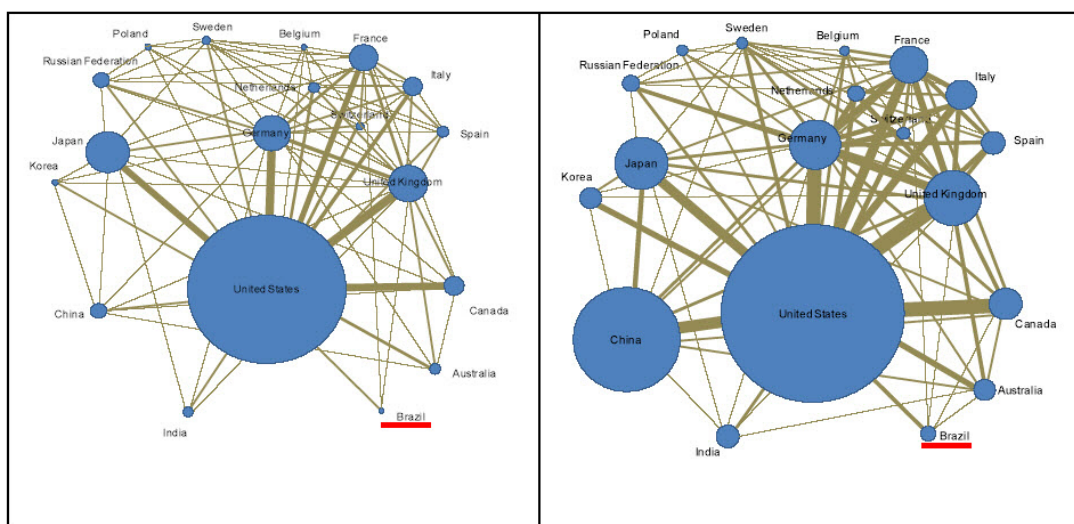 Sweden
Poland
Belgium
France
Russian Federation
Italy
Netherlands
Switzerland
Germany
Spain
Japan
Korea
United Kingdom
United States
China
Canada
Australia
Brazil
India
Sweden
Poland
Belgium
France
Russian Federation
Italy
Netherlands
Switzerland
Germany
Spain
Japan
Korea
United Kingdom
United States
China
Canada
Australia
Brazil
India